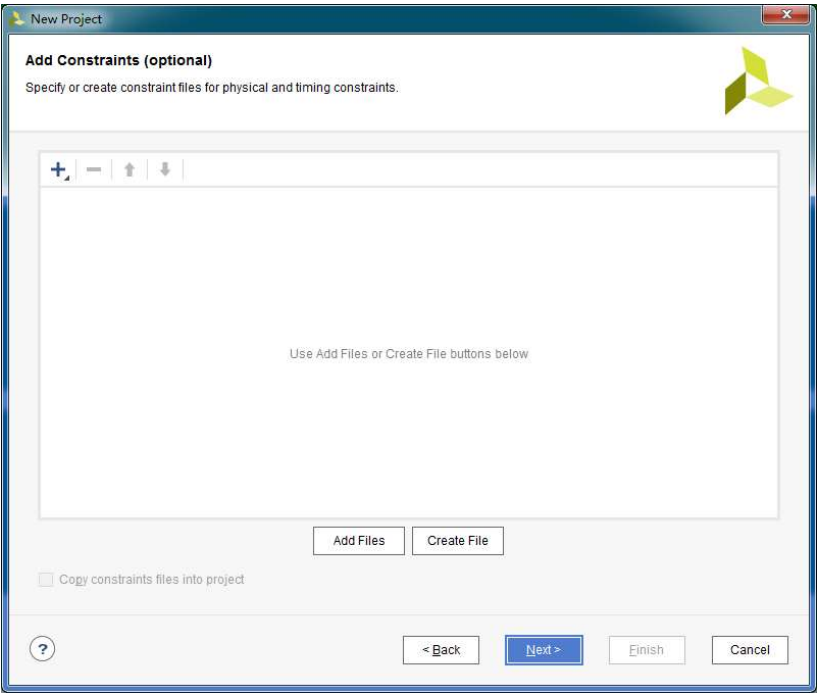 New Project
Add Constraints (optional)
Specify or create constraint files for physical and timing constraints.
Use Add Files or Create File buttons below
Add Files
Create File
Copy constraints files into project
?
< Back
Next >
Finish
Cancel